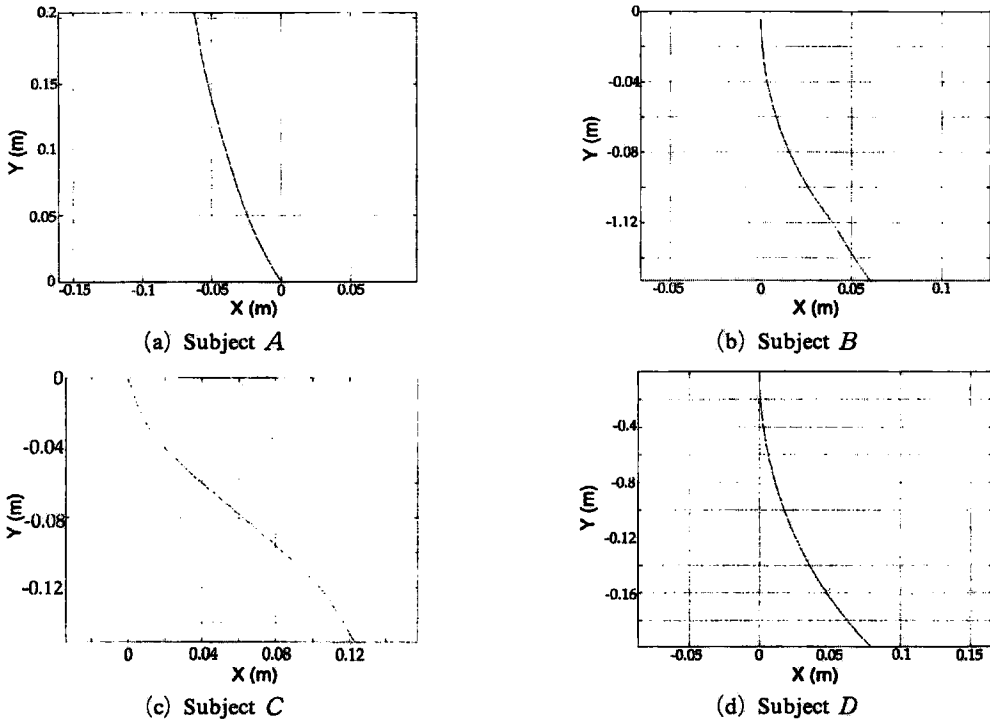 0.2
0.15
0.1
0.05
0
Y (m)
-0.15 -0.1 -0.05 0 0.05
X (m)
(a) Subject A
0
-0.04
-0.08
-1.12
Y (m)
-0.05 0 0.05 0.1
X (m)
(b) Subject B
0
-0.04
-0.08
-0.12
Y (m)
0 0.04 0.08 0.12
X (m)
(c) Subject C
-0.4
-0.8
-0.12
-0.16
Y (m)
-0.05 0 0.05 0.1 0.15
X (m)
(d) Subject D